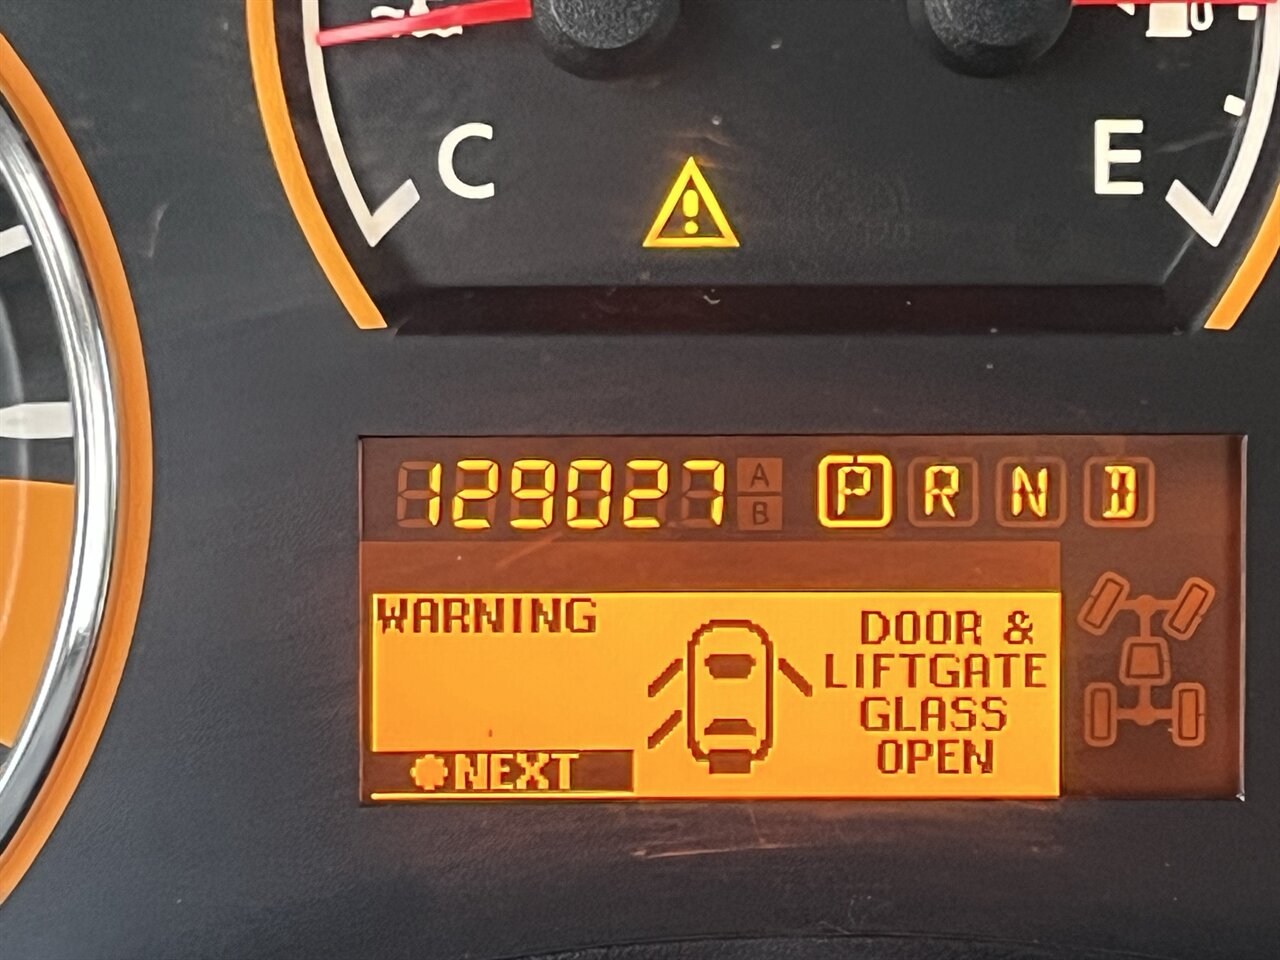 C
E
129027 A B P R N D
WARNING
DOOR &
LIFTGATE
GLASS
OPEN
NEXT